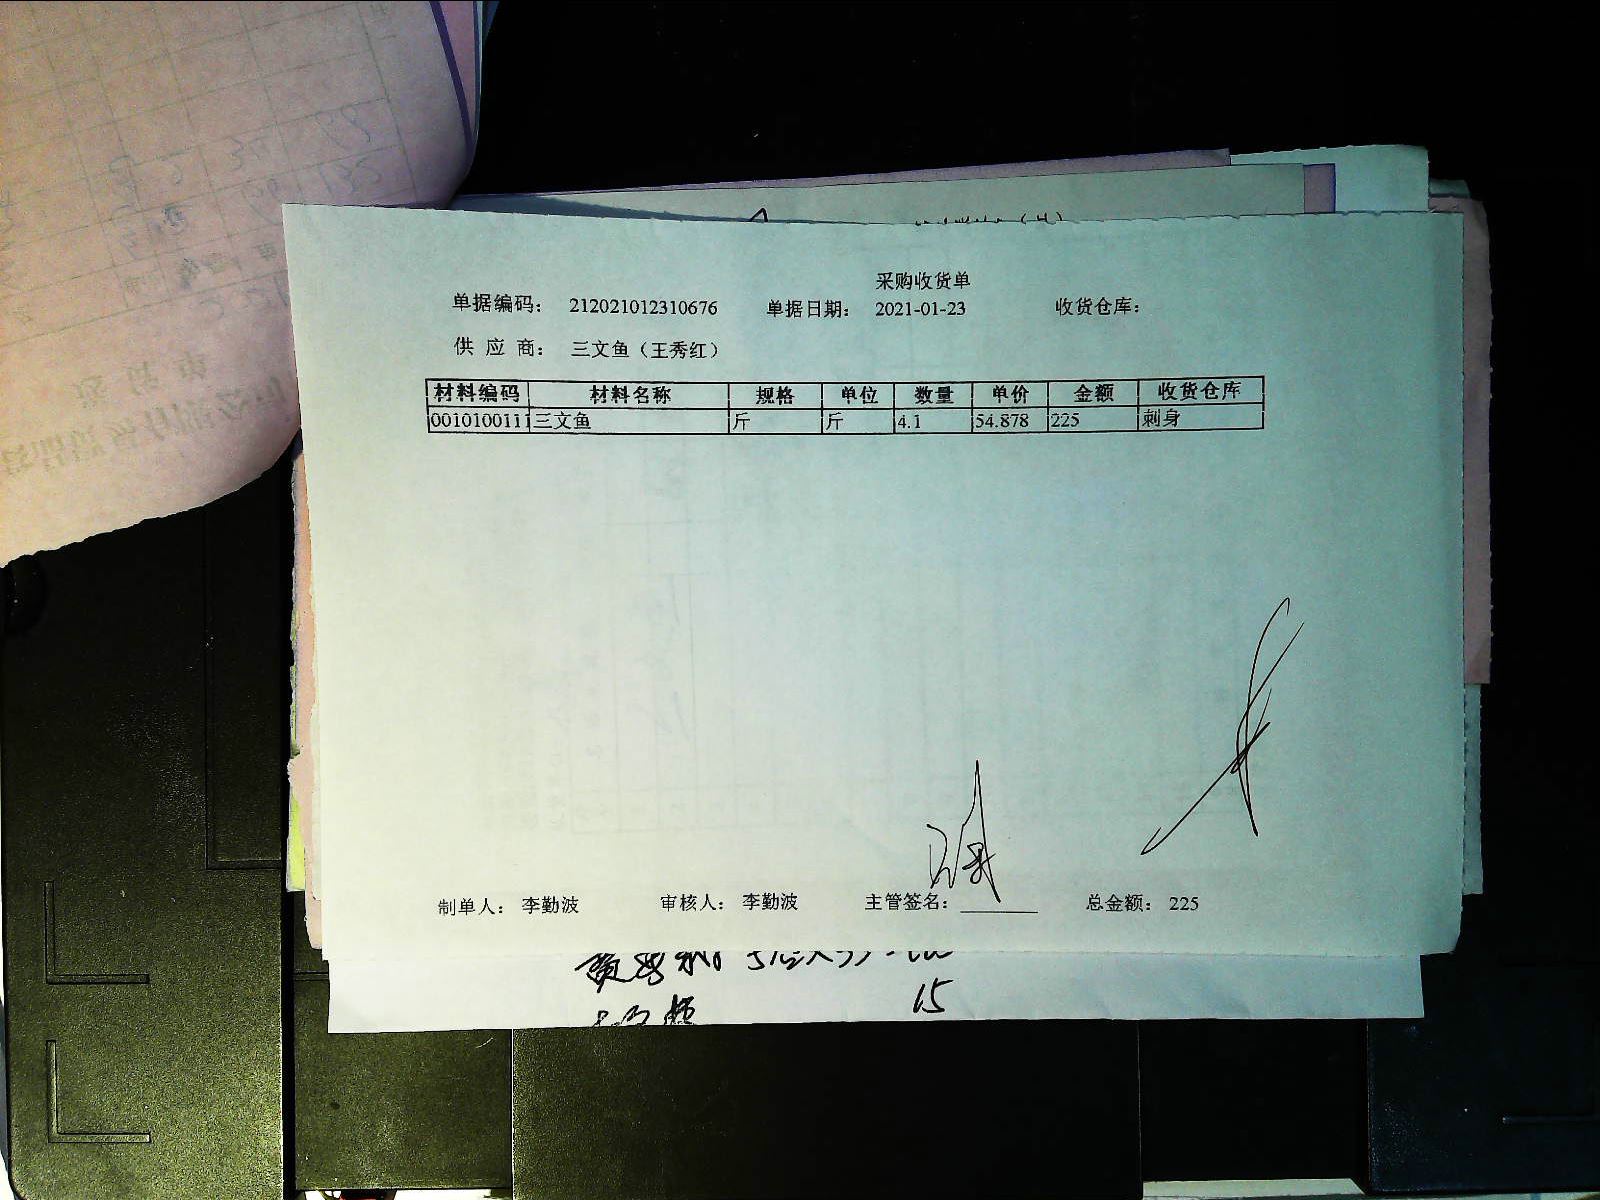 采购收货单
单据编码: 212021012310676 单据日期: 2021-01-23 收货仓库:
供 应 商: 三文鱼（王秀红）
材料编码 材料名称 规格 单位 数量 单价 金额 收货仓库
0010100111 三文鱼 斤 斤 4.1 54.878 225 刺身
制单人: 李勤波 审核人: 李勤波 主管签名: 总金额: 225
15